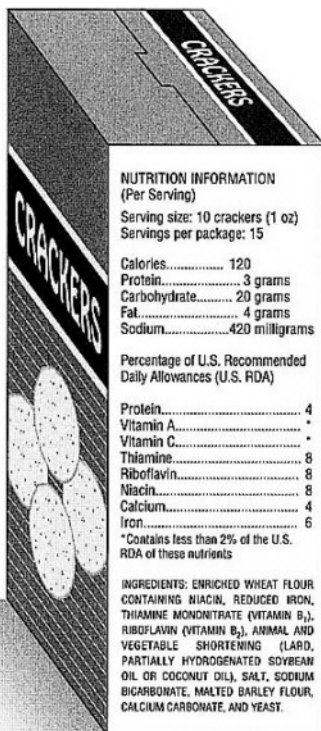 CRACKERS
CRACKERS
NUTRITION INFORMATION
(Per Serving)
Serving size: 10 crackers (1 oz)
Servings per package: 15
Calories................ 120
Protein.................... 3 grams
Carbohydrate.......... 20 grams
Fat.......................... 4 grams
Sodium...................420 milligrams
Percentage of U.S. Recommended
Daily Allowances (U.S. RDA)
Protein.................................... 4
Vitamin A................................. *
Vitamin C................................. *
Thiamine................................. 8
Riboflavin................................ 8
Niacin...................................... 8
Calcium................................... 4
Iron......................................... 6
*Contains less than 2% of the U.S.
RDA of these nutrients
INGREDIENTS: ENRICHED WHEAT FLOUR
CONTAINING NIACIN, REDUCED IRON,
THIAMINE MONONITRATE (VITAMIN B₁),
RIBOFLAVIN (VITAMIN B₂), ANIMAL AND
VEGETABLE SHORTENING (LARD,
PARTIALLY HYDROGENATED SOYBEAN
OIL OR COCONUT OIL), SALT, SODIUM
BICARBONATE, MALTED BARLEY FLOUR,
CALCIUM CARBONATE, AND YEAST.